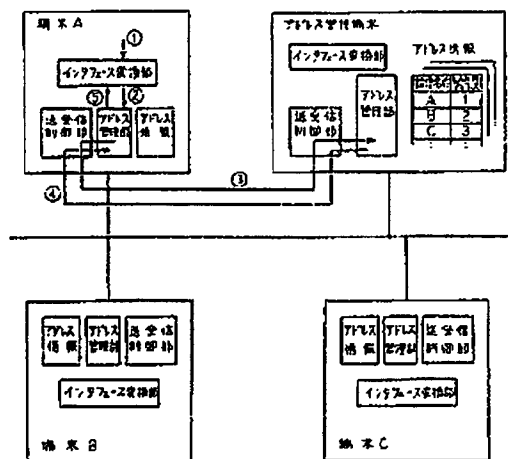 端末A
①
インタフェース変換部
⑤
②
送受信
制御部
アドレス
管理部
アドレス
情報
③
④
アドレス管理端末
インタフェース変換部
アドレス情報
送受信
制御部
アドレス
管理部
アドレス
A 1
B 2
C 3
アドレス
情報
アドレス
管理部
送受信
制御部
インタフェース変換部
端末B
アドレス
情報
アドレス
管理部
送受信
制御部
インタフェース変換部
端末C